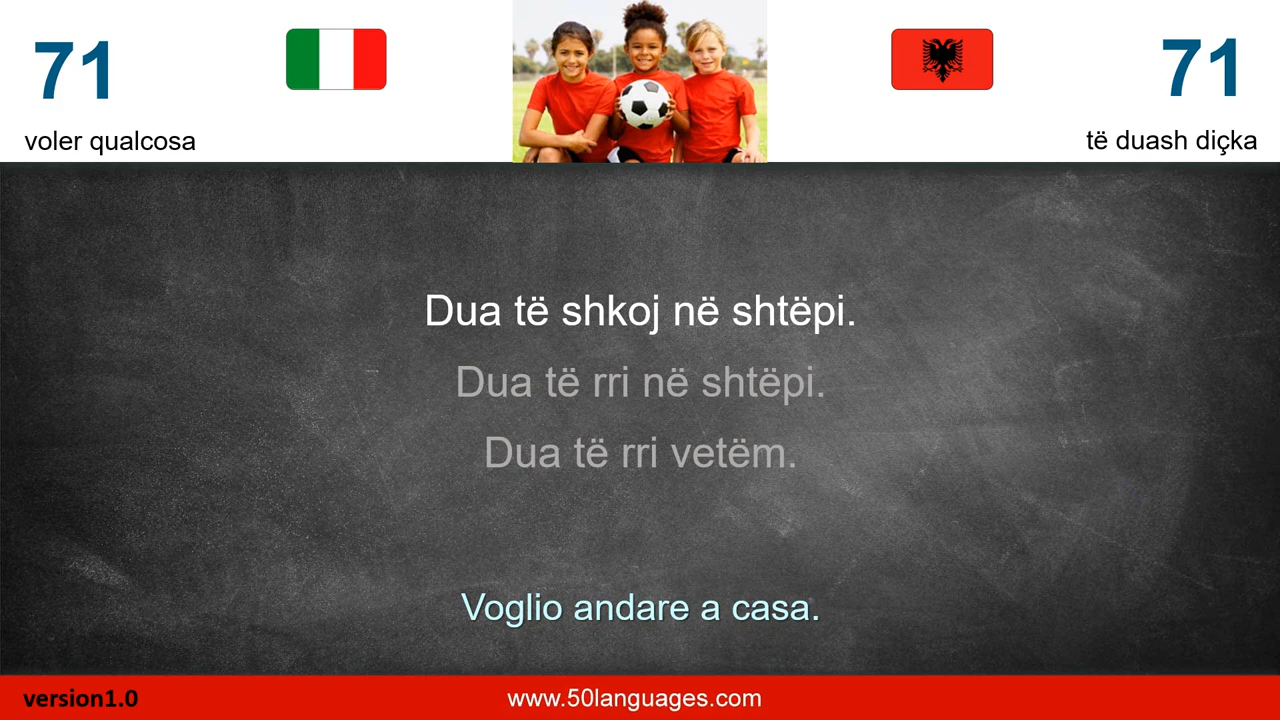 71
71
voler qualcosa
të duash diçka
Dua të shkoj në shtëpi.
Dua të rri në shtëpi.
Dua të rri vetëm.
Voglio andare a casa.
version1.0
www.50languages.com